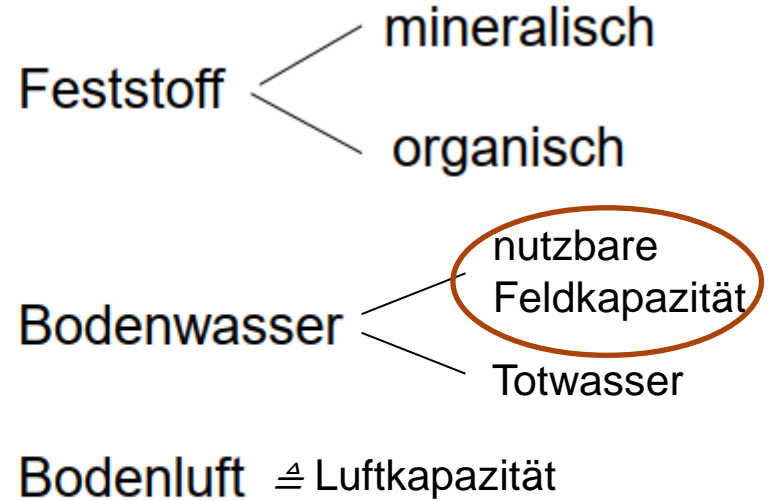 mineralisch
Feststoff
organisch
nutzbare
Feldkapazität
Bodenwasser
Totwasser
Bodenluft ≙ Luftkapazität